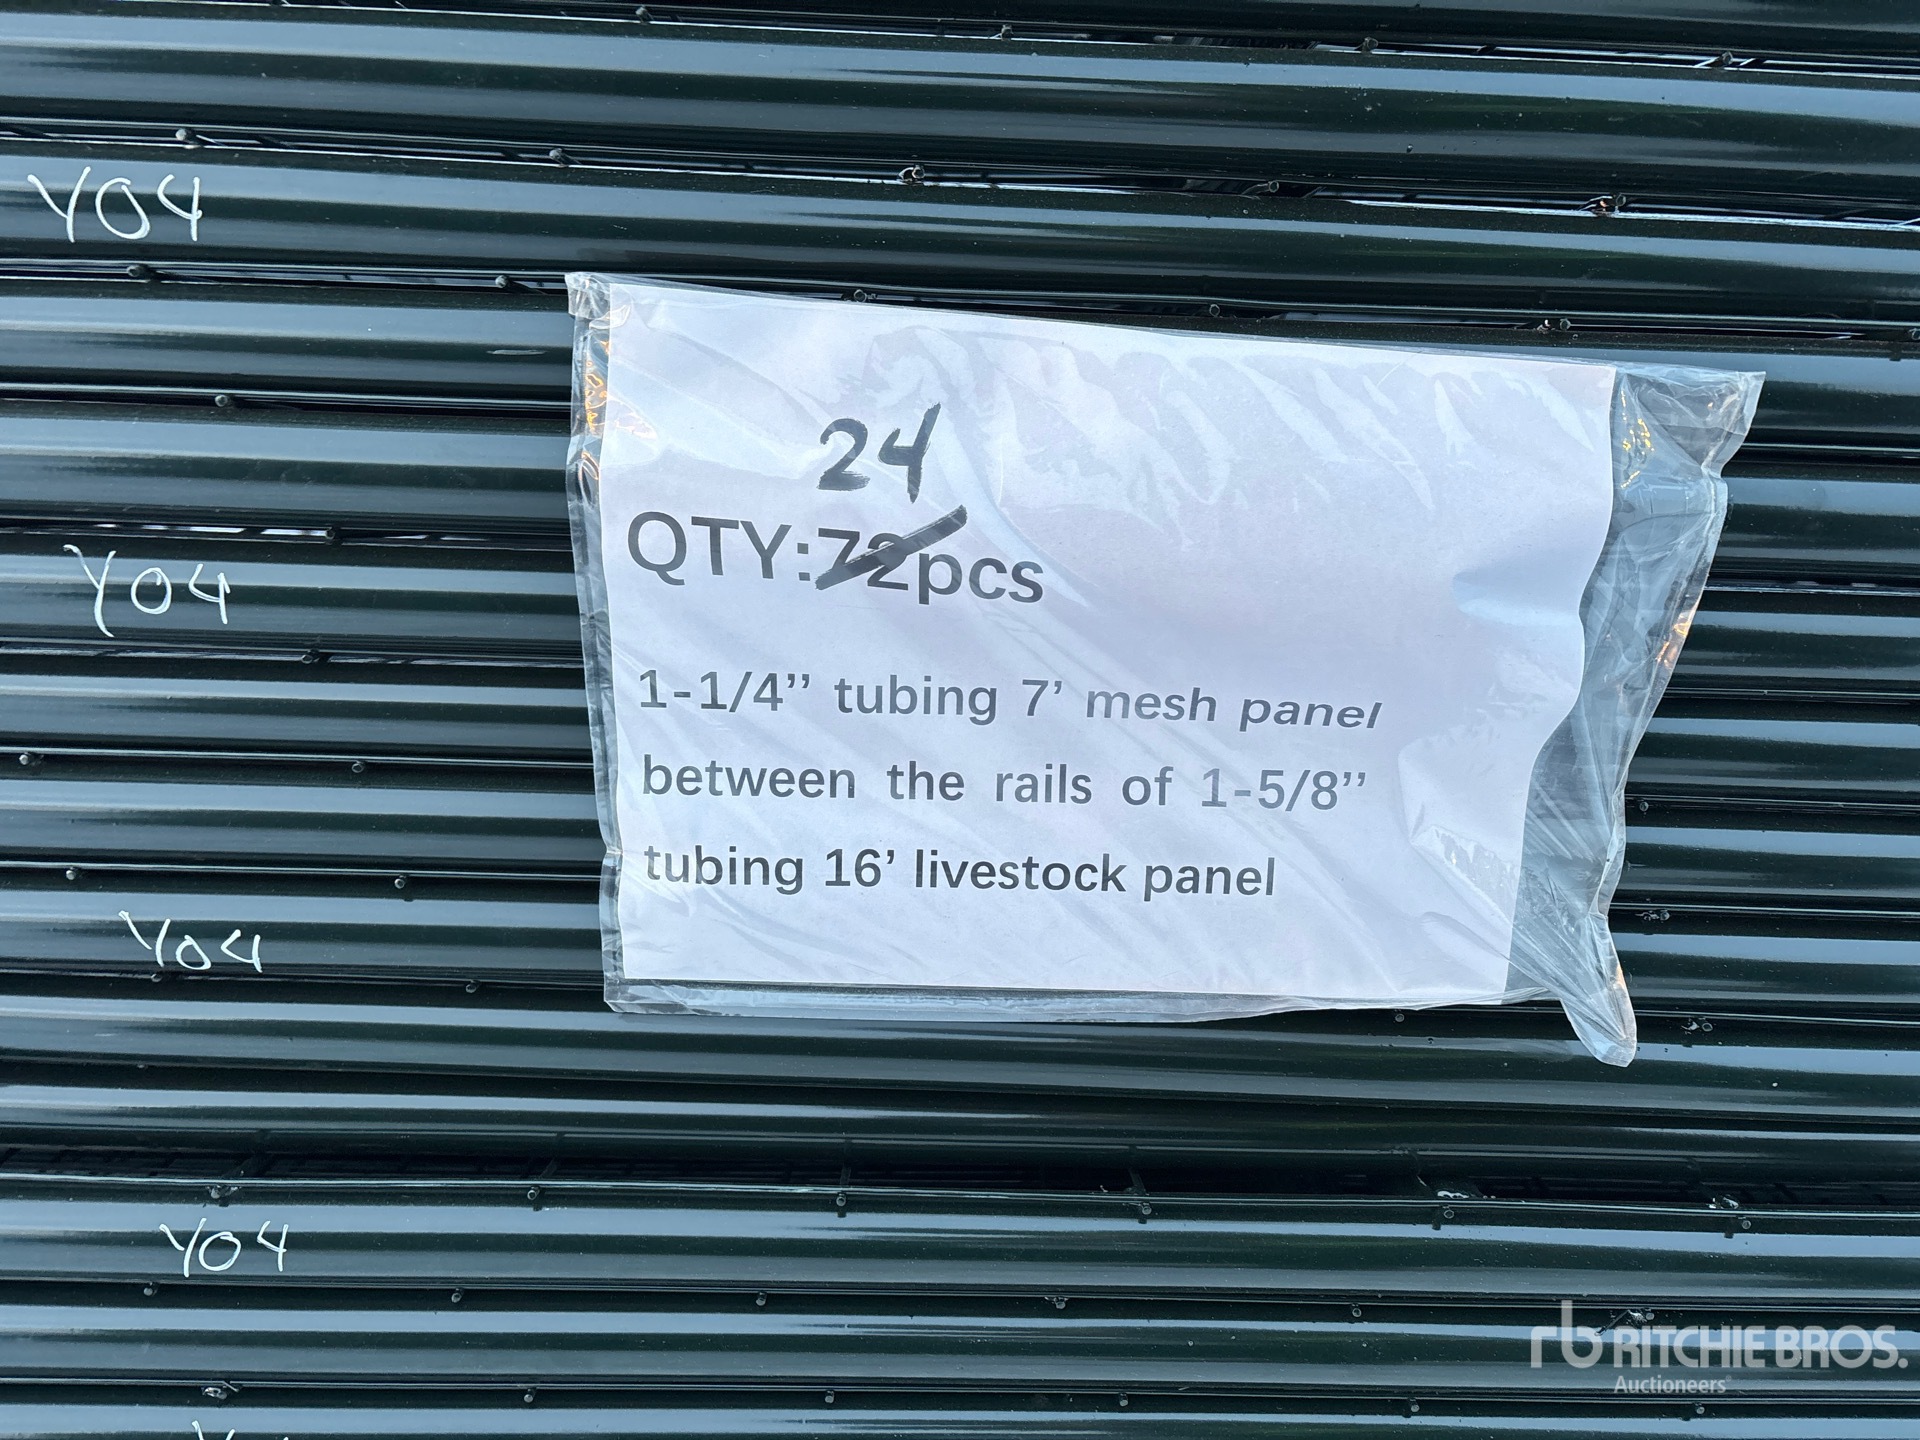 Y04
24
QTY:72pcs
1-1/4” tubing 7’ mesh panel
between the rails of 1-5/8”
tubing 16’ livestock panel
Y04
Y04
Y04
rb RITCHIE BROS.
Auctioneers